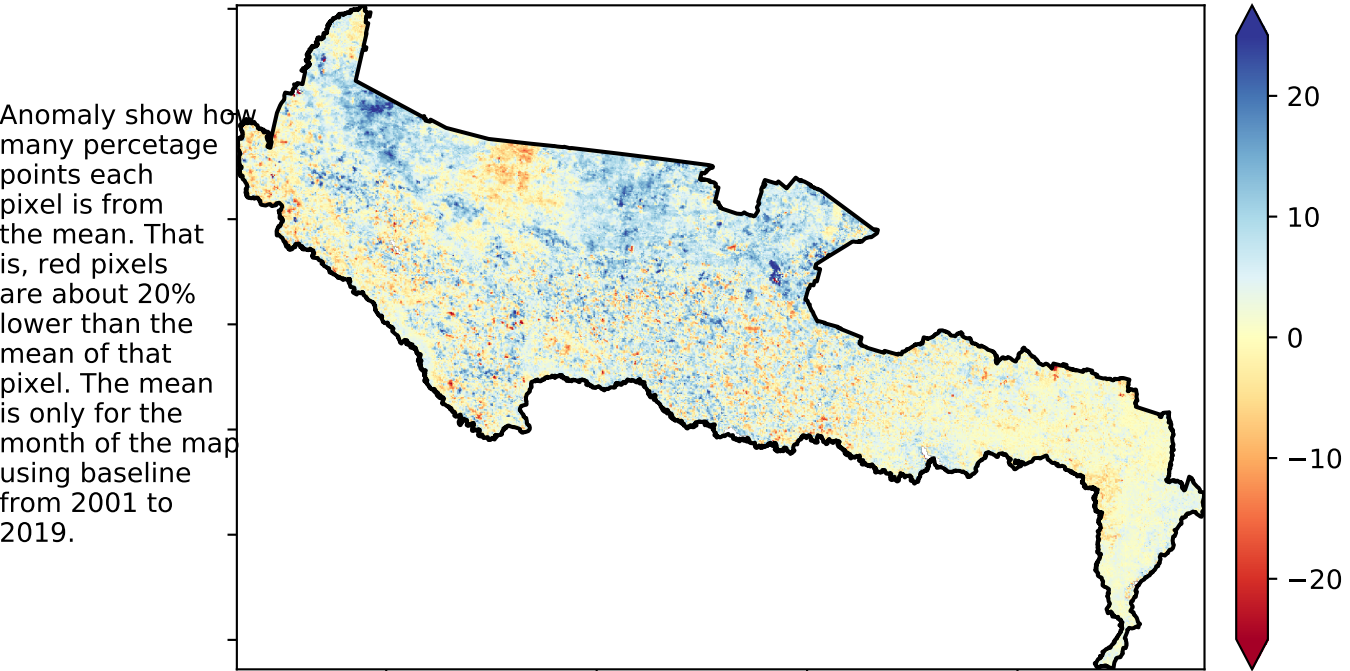 Anomaly show how
many percetage
points each
pixel is from
the mean. That
is, red pixels
are about 20%
lower than the
mean of that
pixel. The mean
is only for the
month of the map
using baseline
from 2001 to
2019.
20
10
0
−10
−20